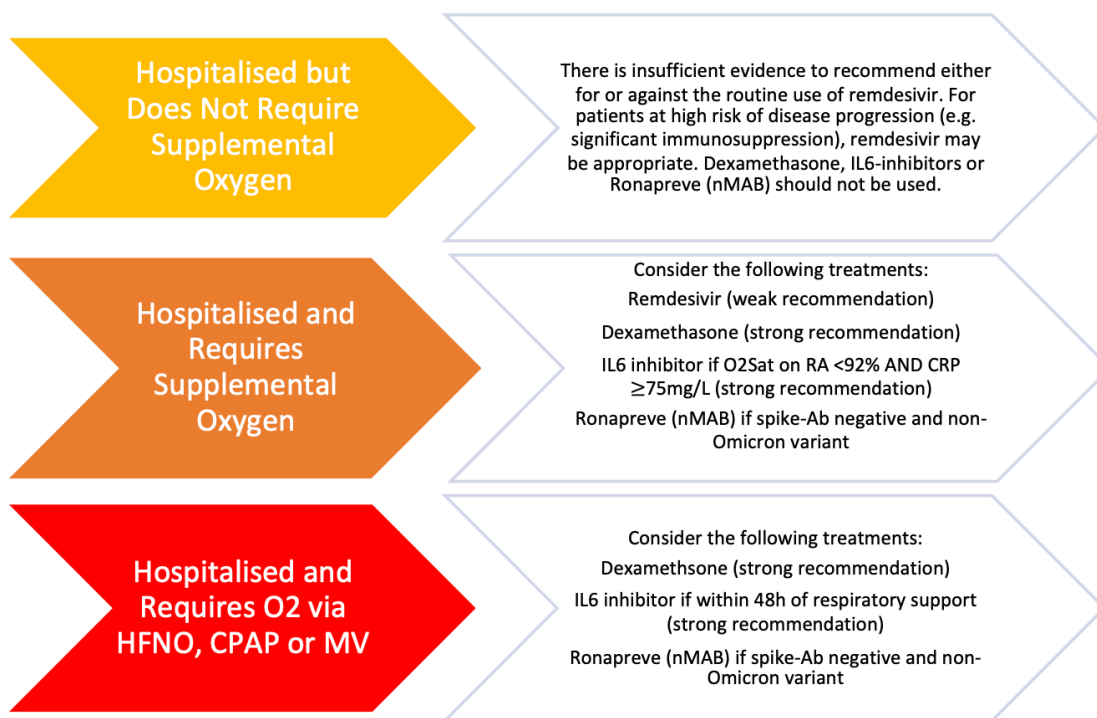 Hospitalised but
Does Not Require
Supplemental
Oxygen
There is insufficient evidence to recommend either
for or against the routine use of remdesivir. For
patients at high risk of disease progression (e.g.
significant immunosuppression), remdesivir may
be appropriate. Dexamethasone, IL6-inhibitors or
Ronapreve (nMAB) should not be used.
Hospitalised and
Requires
Supplemental
Oxygen
Consider the following treatments:
Remdesivir (weak recommendation)
Dexamethasone (strong recommendation)
IL6 inhibitor if O2Sat on RA <92% AND CRP
≥75mg/L (strong recommendation)
Ronapreve (nMAB) if spike-Ab negative and non-
Omicron variant
Hospitalised and
Requires O2 via
HFNO, CPAP or MV
Consider the following treatments:
Dexamethsone (strong recommendation)
IL6 inhibitor if within 48h of respiratory support
(strong recommendation)
Ronapreve (nMAB) if spike-Ab negative and non-
Omicron variant